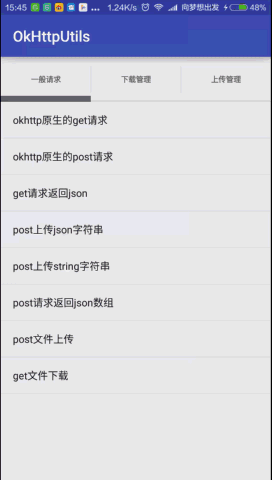 15:45 ... 1.24K/s 向梦想出发 48%
OkHttpUtils
一般请求 下载管理 上传管理
okhttp原生的get请求
okhttp原生的post请求
get请求返回json
post上传json字符串
post上传string字符串
post请求返回json数组
post文件上传
get文件下载